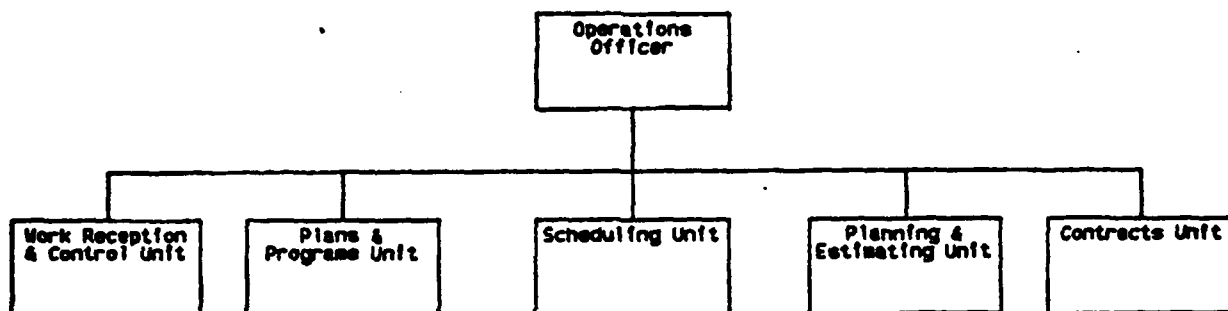 Operations
Officer
Work Reception
& Control Unit
Plans &
Programs Unit
Scheduling Unit
Planning &
Estimating Unit
Contracts Unit